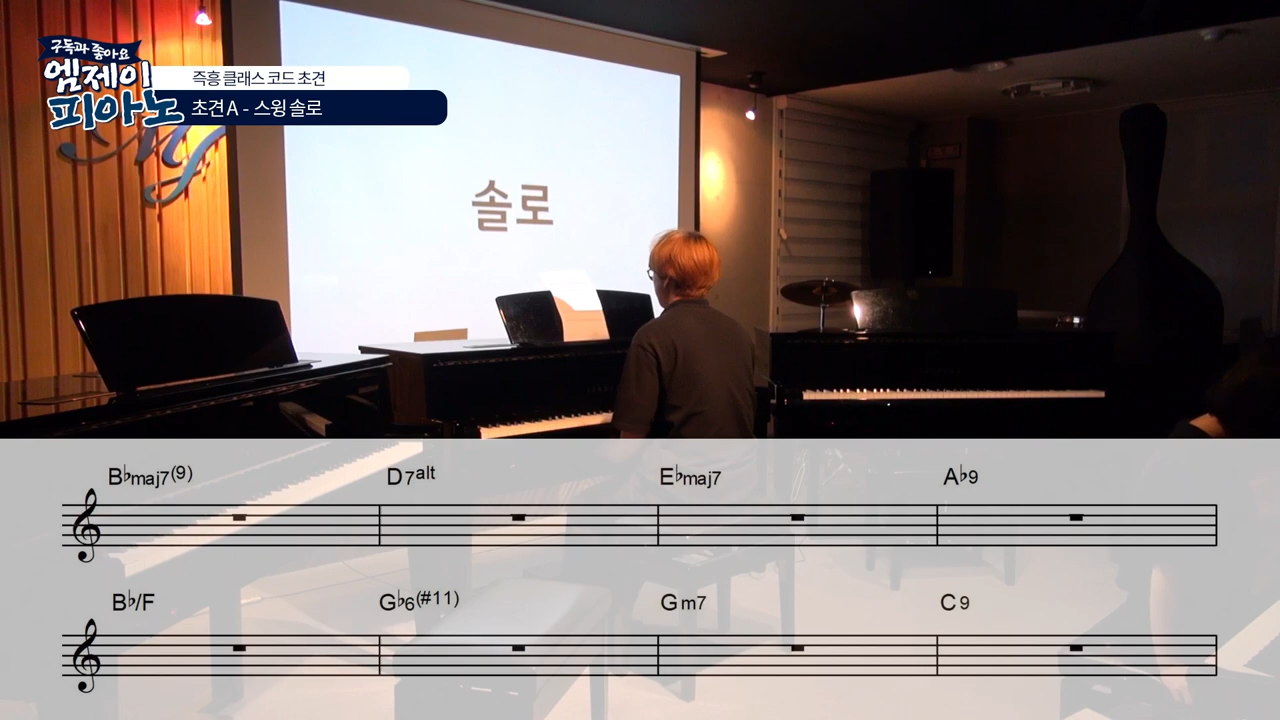 구독과 좋아요
엠제이
피아노
즉흥 클래스 코드 초견
초견 A - 스윙 솔로
Mj
솔로
B♭maj7(9) D7alt E♭maj7 A♭9
B♭/F G♭6(#11) Gm7 C9